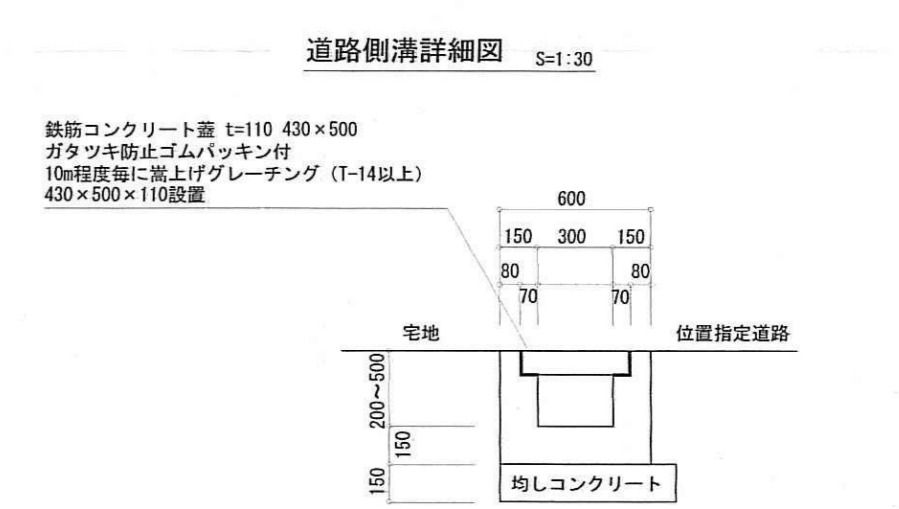 道路側溝詳細図 S=1:30
鉄筋コンクリート蓋 t=110 430×500
ガタツキ防止ゴムパッキン付
10m程度毎に嵩上げグレーチング（T-14以上）
430×500×110設置
600
150 300 150
80 80
70 70
宅地 位置指定道路
200～500
150
150
均しコンクリート